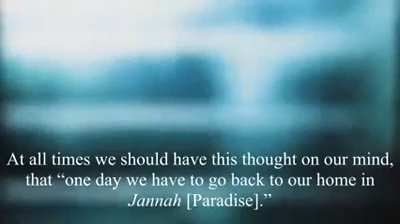 At all times we should have this thought on our mind,
that “one day we have to go back to our home in
Jannah [Paradise].”